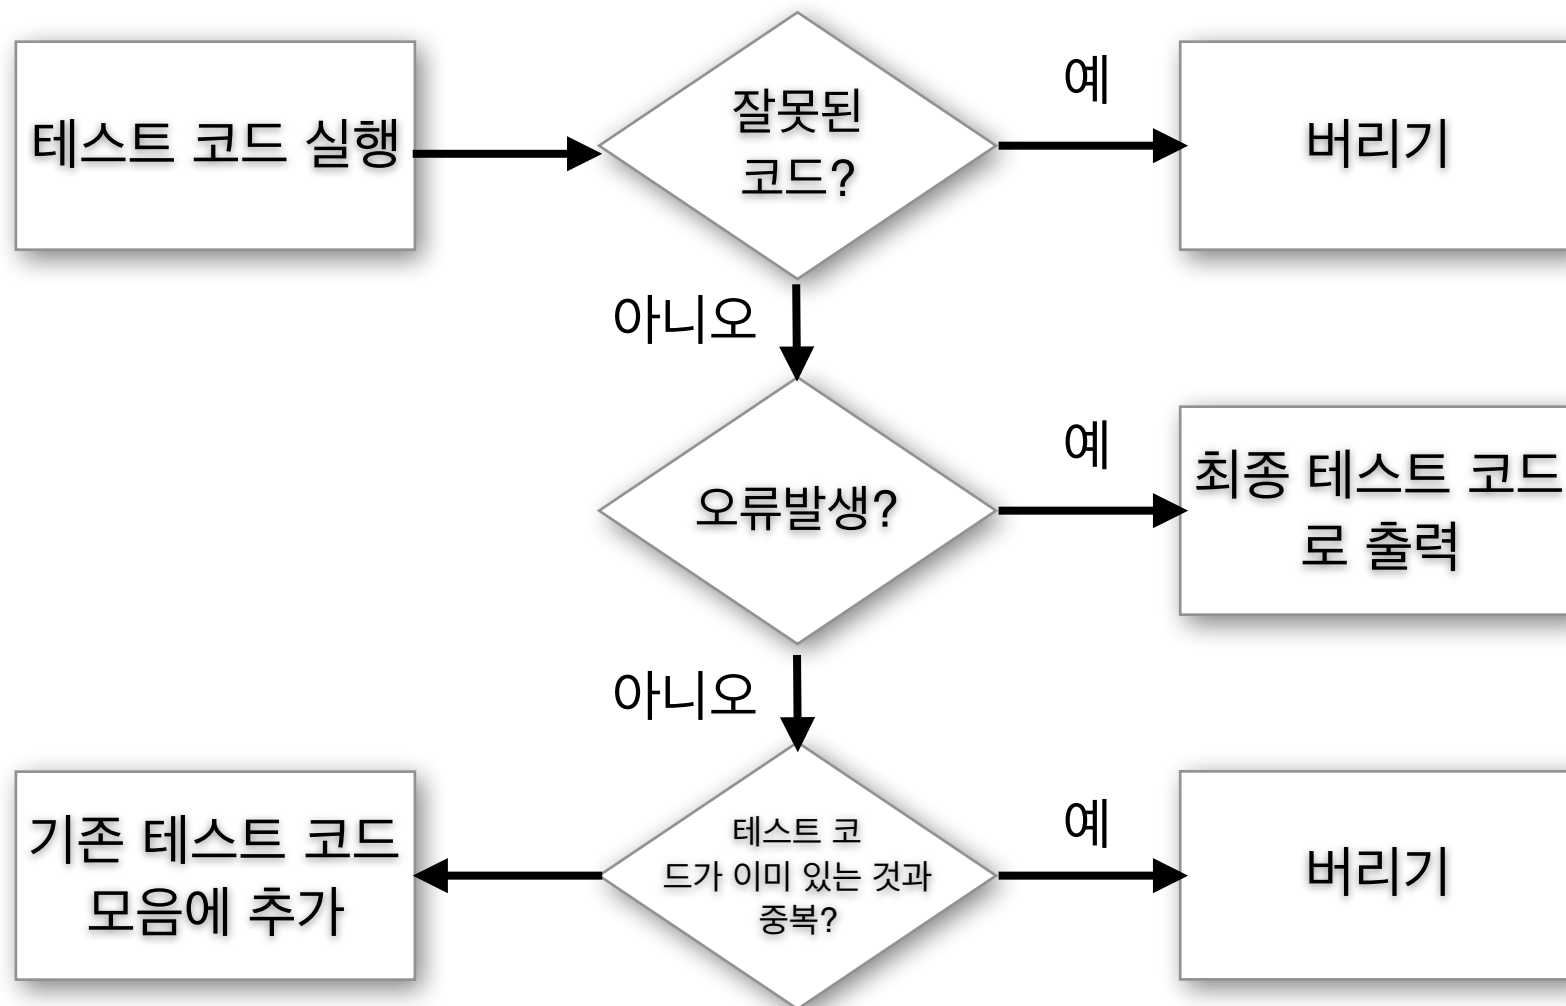 테스트 코드 실행
잘못된
코드?
예
버리기
아니오
오류발생?
예
최종 테스트 코드
로 출력
아니오
기존 테스트 코드
모음에 추가
테스트 코
드가 이미 있는 것과
중복?
예
버리기